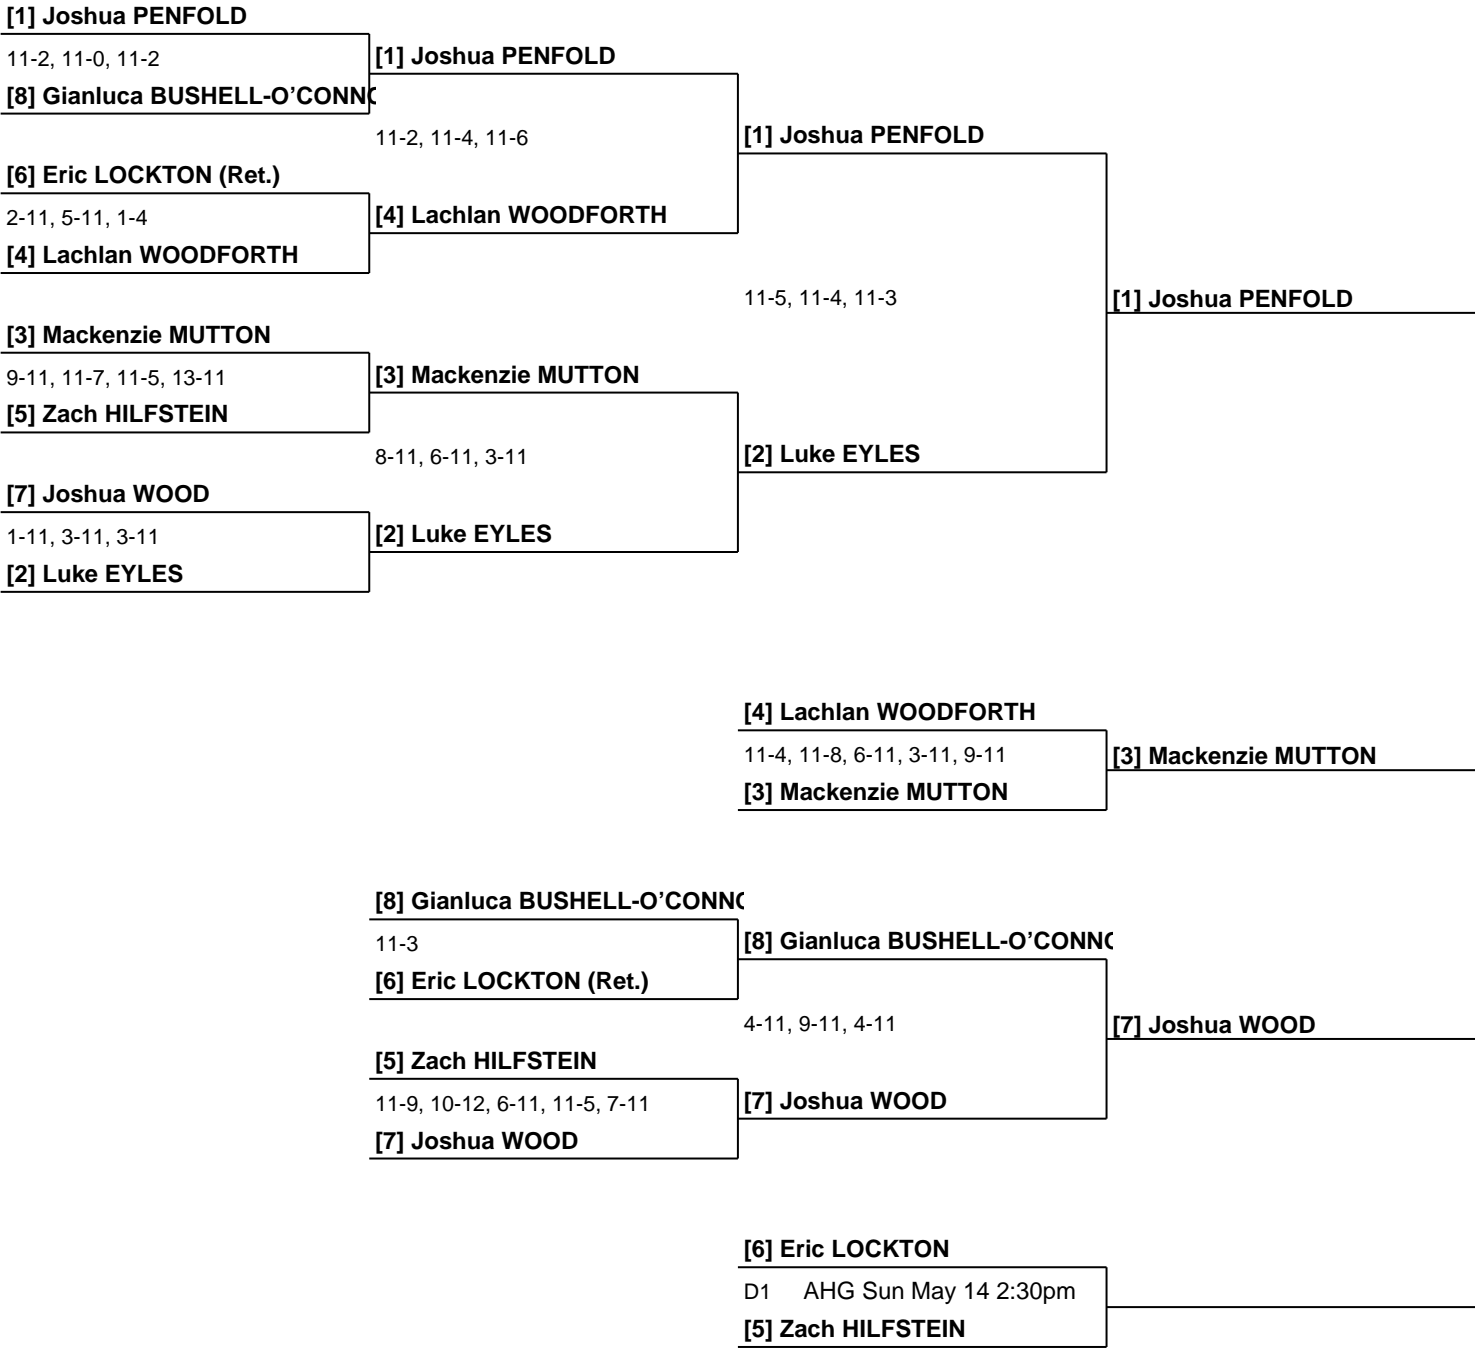 [1] Joshua PENFOLD
11-2, 11-0, 11-2
[1] Joshua PENFOLD
[8] Gianluca BUSHELL-O'CONNO
11-2, 11-4, 11-6
[1] Joshua PENFOLD
[6] Eric LOCKTON (Ret.)
2-11, 5-11, 1-4
[4] Lachlan WOODFORTH
[4] Lachlan WOODFORTH
11-5, 11-4, 11-3
[1] Joshua PENFOLD
[3] Mackenzie MUTTON
9-11, 11-7, 11-5, 13-11
[3] Mackenzie MUTTON
[5] Zach HILFSTEIN
8-11, 6-11, 3-11
[2] Luke EYLES
[7] Joshua WOOD
1-11, 3-11, 3-11
[2] Luke EYLES
[2] Luke EYLES
[4] Lachlan WOODFORTH
11-4, 11-8, 6-11, 3-11, 9-11
[3] Mackenzie MUTTON
[3] Mackenzie MUTTON
[8] Gianluca BUSHELL-O'CONNO
11-3
[8] Gianluca BUSHELL-O'CONNO
[6] Eric LOCKTON (Ret.)
4-11, 9-11, 4-11
[7] Joshua WOOD
[5] Zach HILFSTEIN
11-9, 10-12, 6-11, 11-5, 7-11
[7] Joshua WOOD
[7] Joshua WOOD
[6] Eric LOCKTON
D1 AHG Sun May 14 2:30pm
[5] Zach HILFSTEIN